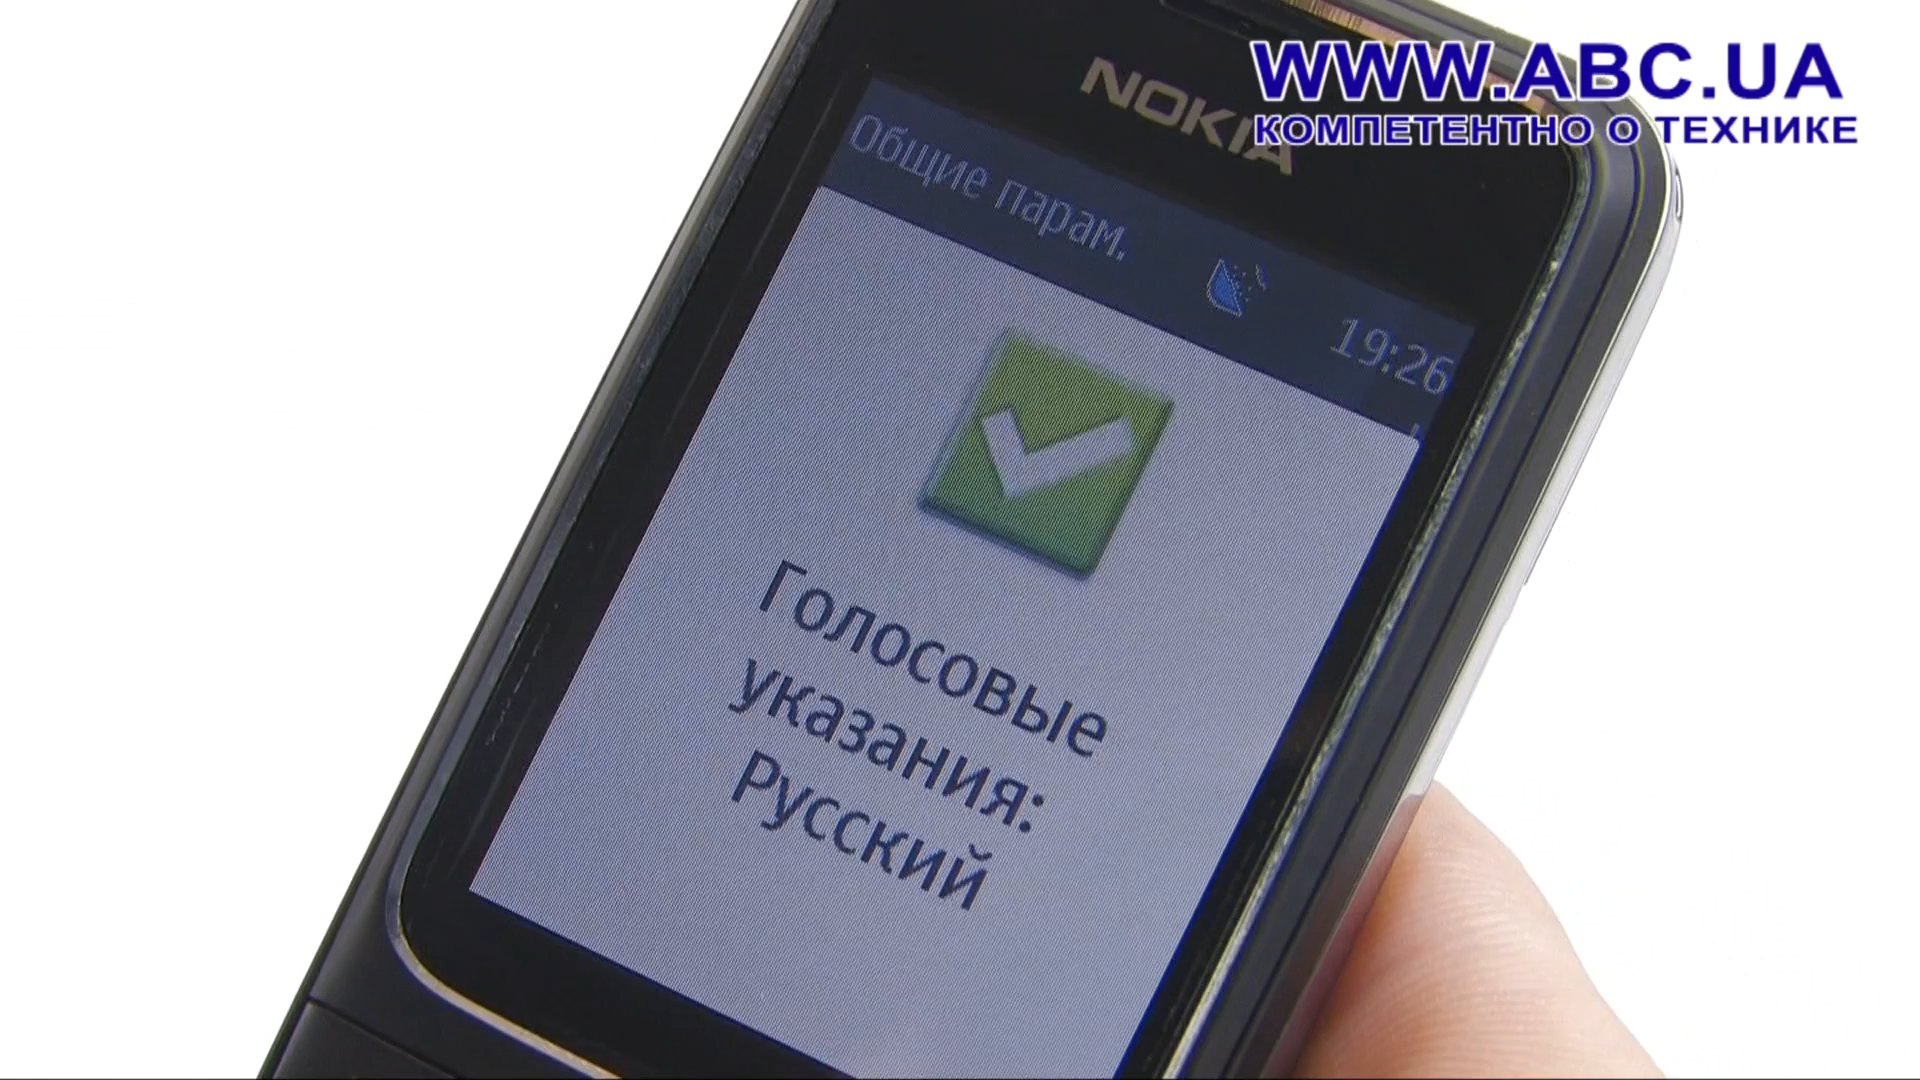 WWW.ABC.UA
КОМПЕТЕНТНО О ТЕХНИКЕ
NOKIA
Общие парам.
19:26
Голосовые
указания:
Русский